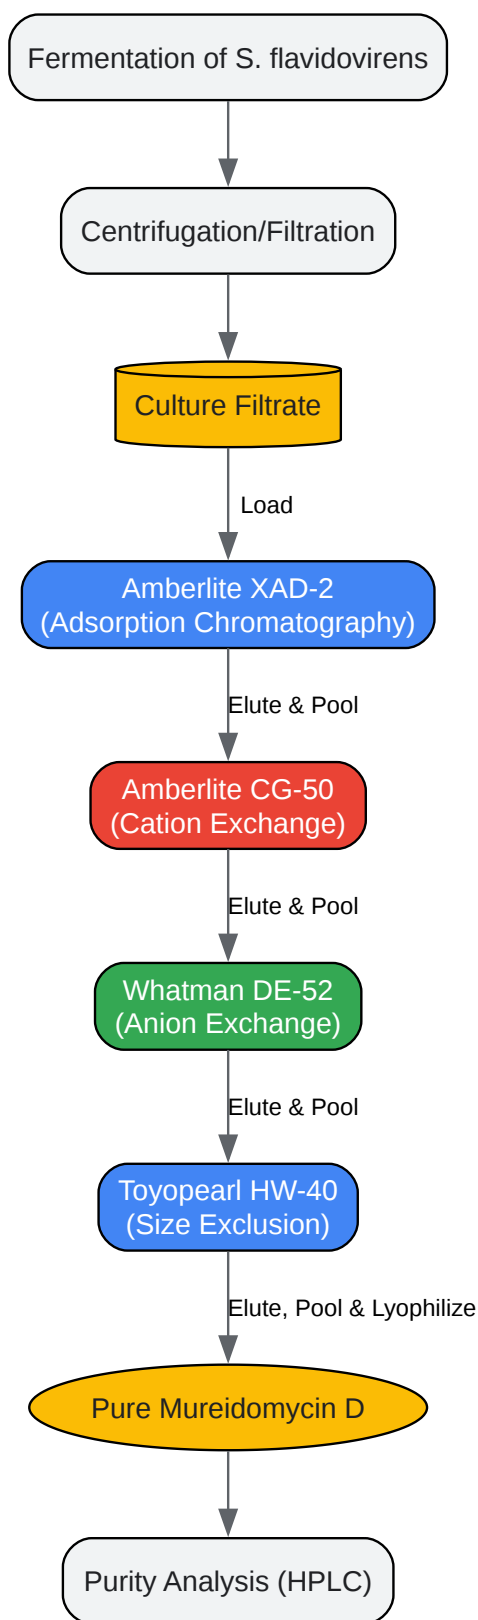 Fermentation of S. flavidovirens
Centrifugation/Filtration
Culture Filtrate
Load
Amberlite XAD-2
(Adsorption Chromatography)
Elute & Pool
Amberlite CG-50
(Cation Exchange)
Elute & Pool
Whatman DE-52
(Anion Exchange)
Elute & Pool
Toyopearl HW-40
(Size Exclusion)
Elute, Pool & Lyophilize
Pure Mureidomycin D
Purity Analysis (HPLC)